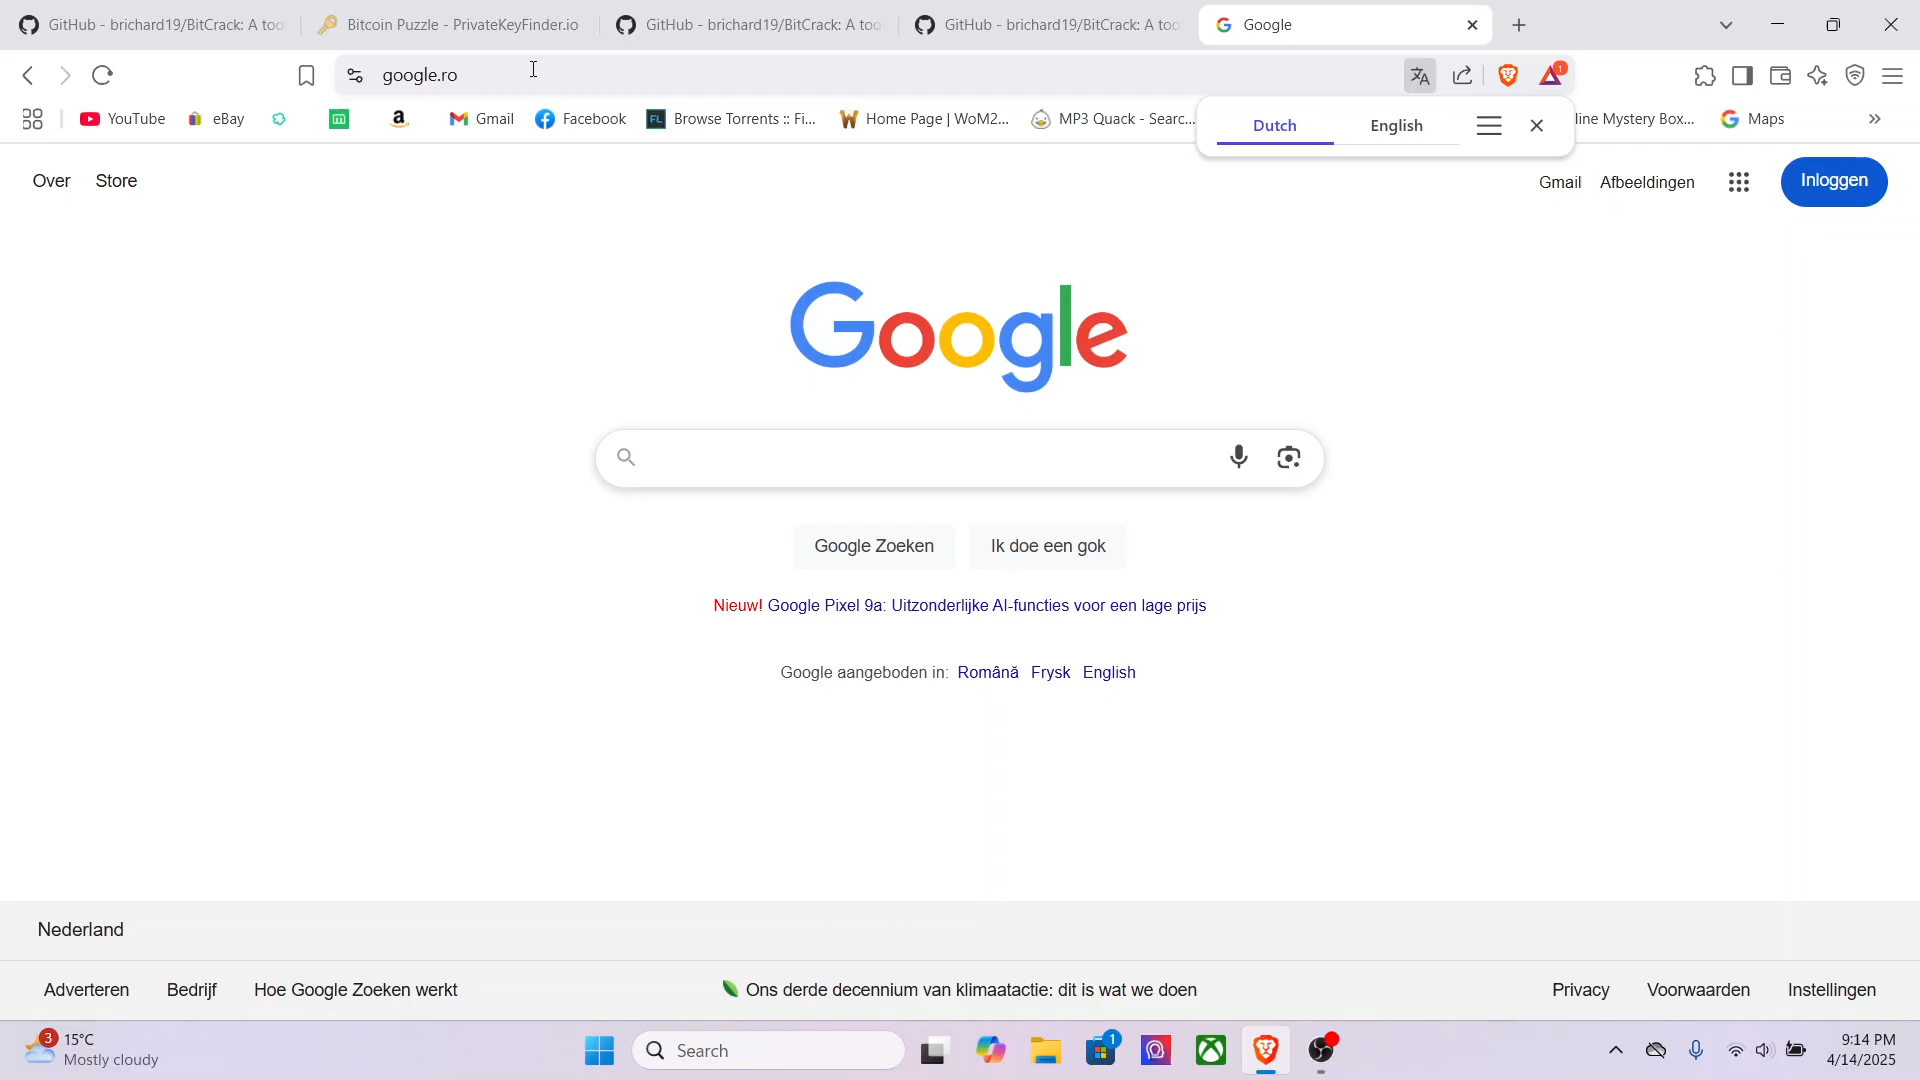 GitHub - brichard19/BitCrack: A too
Bitcoin Puzzle - PrivateKeyFinder.io
GitHub - brichard19/BitCrack: A too
GitHub - brichard19/BitCrack: A too
Google
google.ro
1
YouTube
eBay
Gmail
Facebook
Browse Torrents :: Fi...
Home Page | WoM2...
MP3 Quack - Searc...
Dutch
English
line Mystery Box...
Maps
Over
Store
Gmail
Afbeeldingen
Inloggen
Google
Google Zoeken
Ik doe een gok
Nieuw! Google Pixel 9a: Uitzonderlijke AI-functies voor een lage prijs
Google aangeboden in: Română Frysk English
Nederland
Adverteren
Bedrijf
Hoe Google Zoeken werkt
Ons derde decennium van klimaatactie: dit is wat we doen
Privacy
Voorwaarden
Instellingen
3
15°C
Mostly cloudy
Search
1
9:14 PM
4/14/2025